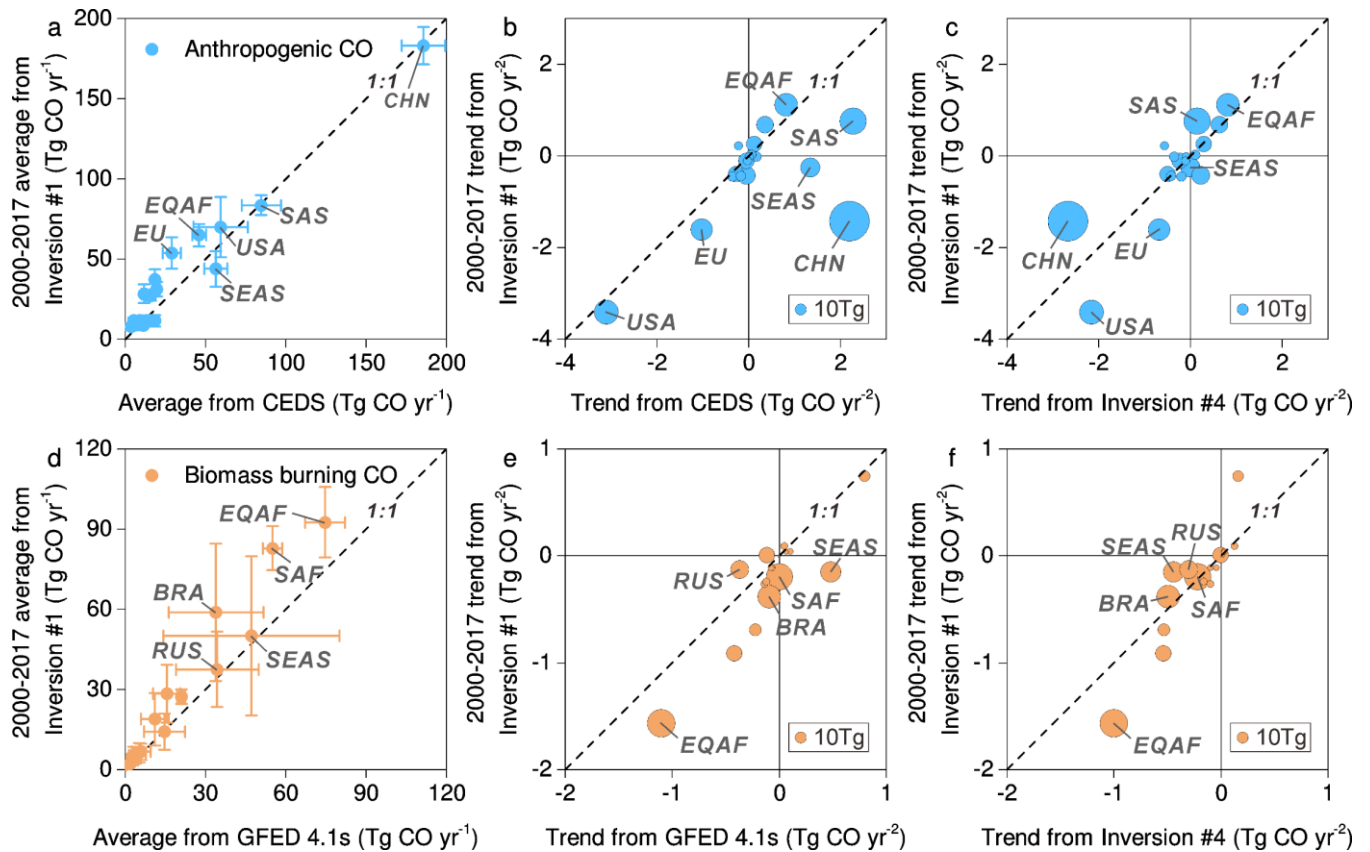 a
200
150
100
50
0
0
50
100
150
200
Anthropogenic CO
1:1
CHN
EQAF
EU
SAS
USA
SEAS
2000-2017 average from
Inversion #1 (Tg CO yr⁻¹)
Average from CEDS (Tg CO yr⁻¹)
b
2
0
-2
-4
-4
-2
0
2
EQAF
1:1
SAS
SEAS
EU
CHN
USA
10Tg
2000-2017 trend from
Inversion #1 (Tg CO yr⁻²)
Trend from CEDS (Tg CO yr⁻²)
c
2
0
-2
-4
-4
-2
0
2
1:1
SAS
EQAF
SEAS
CHN
EU
USA
10Tg
2000-2017 trend from
Inversion #1 (Tg CO yr⁻²)
Trend from Inversion #4 (Tg CO yr⁻²)
d
120
90
60
30
0
0
30
60
90
120
Biomass burning CO
1:1
EQAF
SAF
BRA
RUS
SEAS
2000-2017 average from
Inversion #1 (Tg CO yr⁻¹)
Average from GFED 4.1s (Tg CO yr⁻¹)
e
1
0
-1
-2
-2
-1
0
1
1:1
SEAS
RUS
SAF
BRA
EQAF
10Tg
2000-2017 trend from
Inversion #1 (Tg CO yr⁻²)
Trend from GFED 4.1s (Tg CO yr⁻²)
f
1
0
-1
-2
-2
-1
0
1
1:1
RUS
SEAS
BRA
SAF
EQAF
10Tg
2000-2017 trend from
Inversion #1 (Tg CO yr⁻²)
Trend from Inversion #4 (Tg CO yr⁻²)